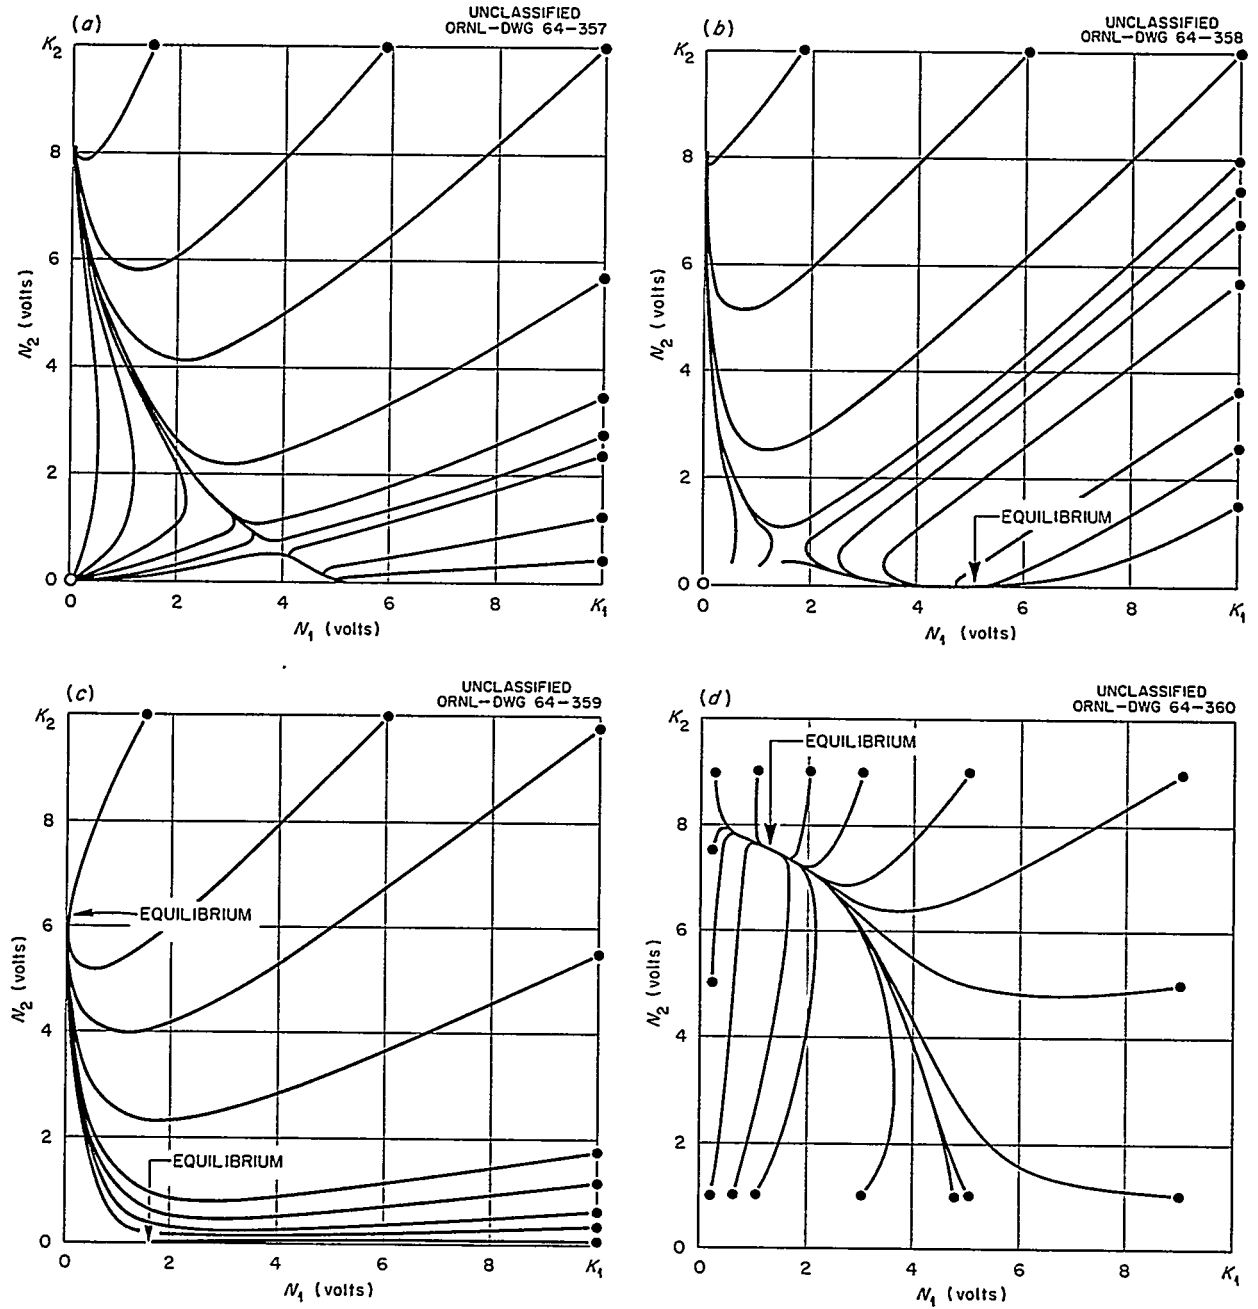 (a)
UNCLASSIFIED
ORNL-DWG 64-357
K2
8
6
4
2
0
N2 (volts)
0 2 4 6 8 K1
N1 (volts)
(b)
UNCLASSIFIED
ORNL-DWG 64-358
K2
8
6
4
2
0
N2 (volts)
EQUILIBRIUM
0 2 4 6 8 K1
N1 (volts)
(c)
UNCLASSIFIED
ORNL-DWG 64-359
K2
8
6
4
2
0
N2 (volts)
EQUILIBRIUM
EQUILIBRIUM
0 2 4 6 8 K1
N1 (volts)
(d)
UNCLASSIFIED
ORNL-DWG 64-360
K2
8
6
4
2
0
N2 (volts)
EQUILIBRIUM
0 2 4 6 8 K1
N1 (volts)